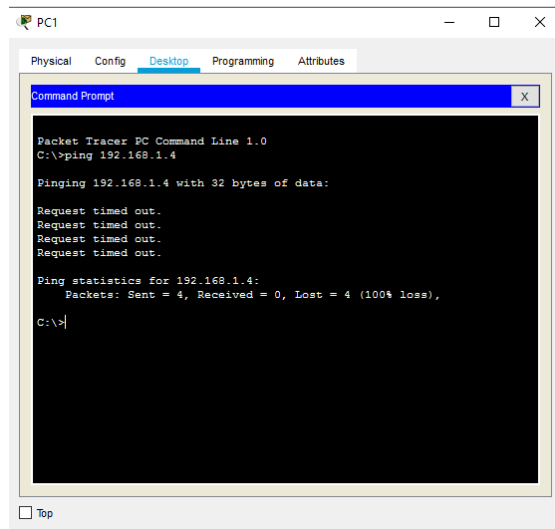 PC1
Physical Config Desktop Programming Attributes
Command Prompt
X
Packet Tracer PC Command Line 1.0
C:\>ping 192.168.1.4
Pinging 192.168.1.4 with 32 bytes of data:
Request timed out.
Request timed out.
Request timed out.
Request timed out.
Ping statistics for 192.168.1.4:
Packets: Sent = 4, Received = 0, Lost = 4 (100% loss),
C:\>
Top